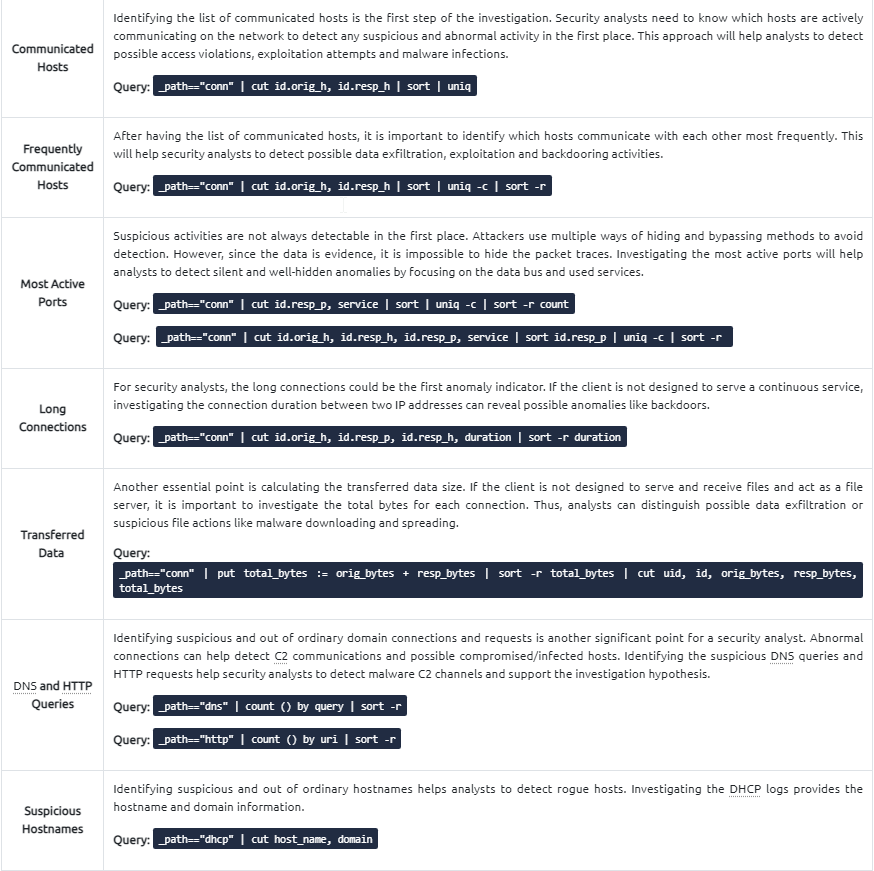 Communicated
Hosts
Identifying the list of communicated hosts is the first step of the investigation. Security analysts need to know which hosts are actively
communicating on the network to detect any suspicious and abnormal activity in the first place. This approach will help analysts to detect
possible access violations, exploitation attempts and malware infections.
Query: _path=="conn" | cut id.orig_h, id.resp_h | sort | uniq
Frequently
Communicated
Hosts
After having the list of communicated hosts, it is important to identify which hosts communicate with each other most frequently. This
will help security analysts to detect possible data exfiltration, exploitation and backdooring activities.
Query: _path=="conn" | cut id.orig_h, id.resp_h | sort | uniq -c | sort -r
Most Active
Ports
Suspicious activities are not always detectable in the first place. Attackers use multiple ways of hiding and bypassing methods to avoid
detection. However, since the data is evidence, it is impossible to hide the packet traces. Investigating the most active ports will help
analysts to detect silent and well-hidden anomalies by focusing on the data bus and used services.
Query: _path=="conn" | cut id.resp_p, service | sort | uniq -c | sort -r count
Query: _path=="conn" | cut id.orig_h, id.resp_h, id.resp_p, service | sort id.resp_p | uniq -c | sort -r
Long
Connections
For security analysts, the long connections could be the first anomaly indicator. If the client is not designed to serve a continuous service,
investigating the connection duration between two IP addresses can reveal possible anomalies like backdoors.
Query: _path=="conn" | cut id.orig_h, id.resp_p, id.resp_h, duration | sort -r duration
Transferred
Data
Another essential point is calculating the transferred data size. If the client is not designed to serve and receive files and act as a file
server, it is important to investigate the total bytes for each connection. Thus, analysts can distinguish possible data exfiltration or
suspicious file actions like malware downloading and spreading.
Query:
_path=="conn" | put total_bytes := orig_bytes + resp_bytes | sort -r total_bytes | cut uid, id, orig_bytes, resp_bytes,
total_bytes
DNS and HTTP
Queries
Identifying suspicious and out of ordinary domain connections and requests is another significant point for a security analyst. Abnormal
connections can help detect C2 communications and possible compromised/infected hosts. Identifying the suspicious DNS queries and
HTTP requests help security analysts to detect malware C2 channels and support the investigation hypothesis.
Query: _path=="dns" | count () by query | sort -r
Query: _path=="http" | count () by uri | sort -r
Suspicious
Hostnames
Identifying suspicious and out of ordinary hostnames helps analysts to detect rogue hosts. Investigating the DHCP logs provides the
hostname and domain information.
Query: _path=="dhcp" | cut host_name, domain